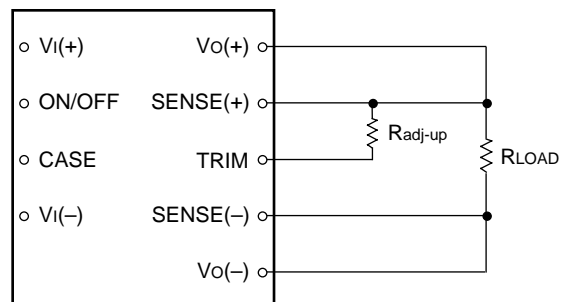 VI(+)
VO(+)
ON/OFF
SENSE(+)
Radj-up
RLOAD
CASE
TRIM
VI(–)
SENSE(–)
VO(–)